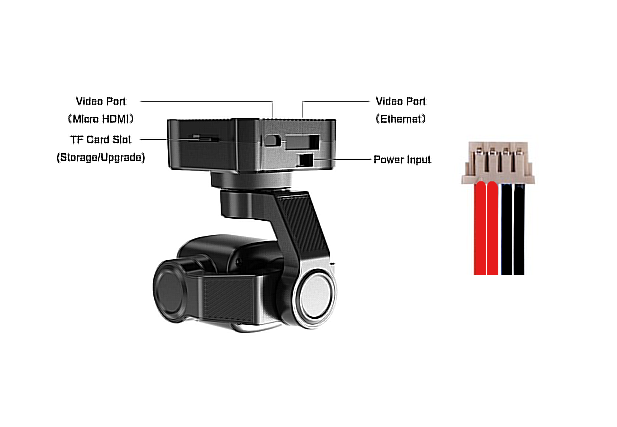 Video Port
(Micro HDMI)
TF Card Slot
(Storage/Upgrade)
Video Port
(Ethernet)
Power Input